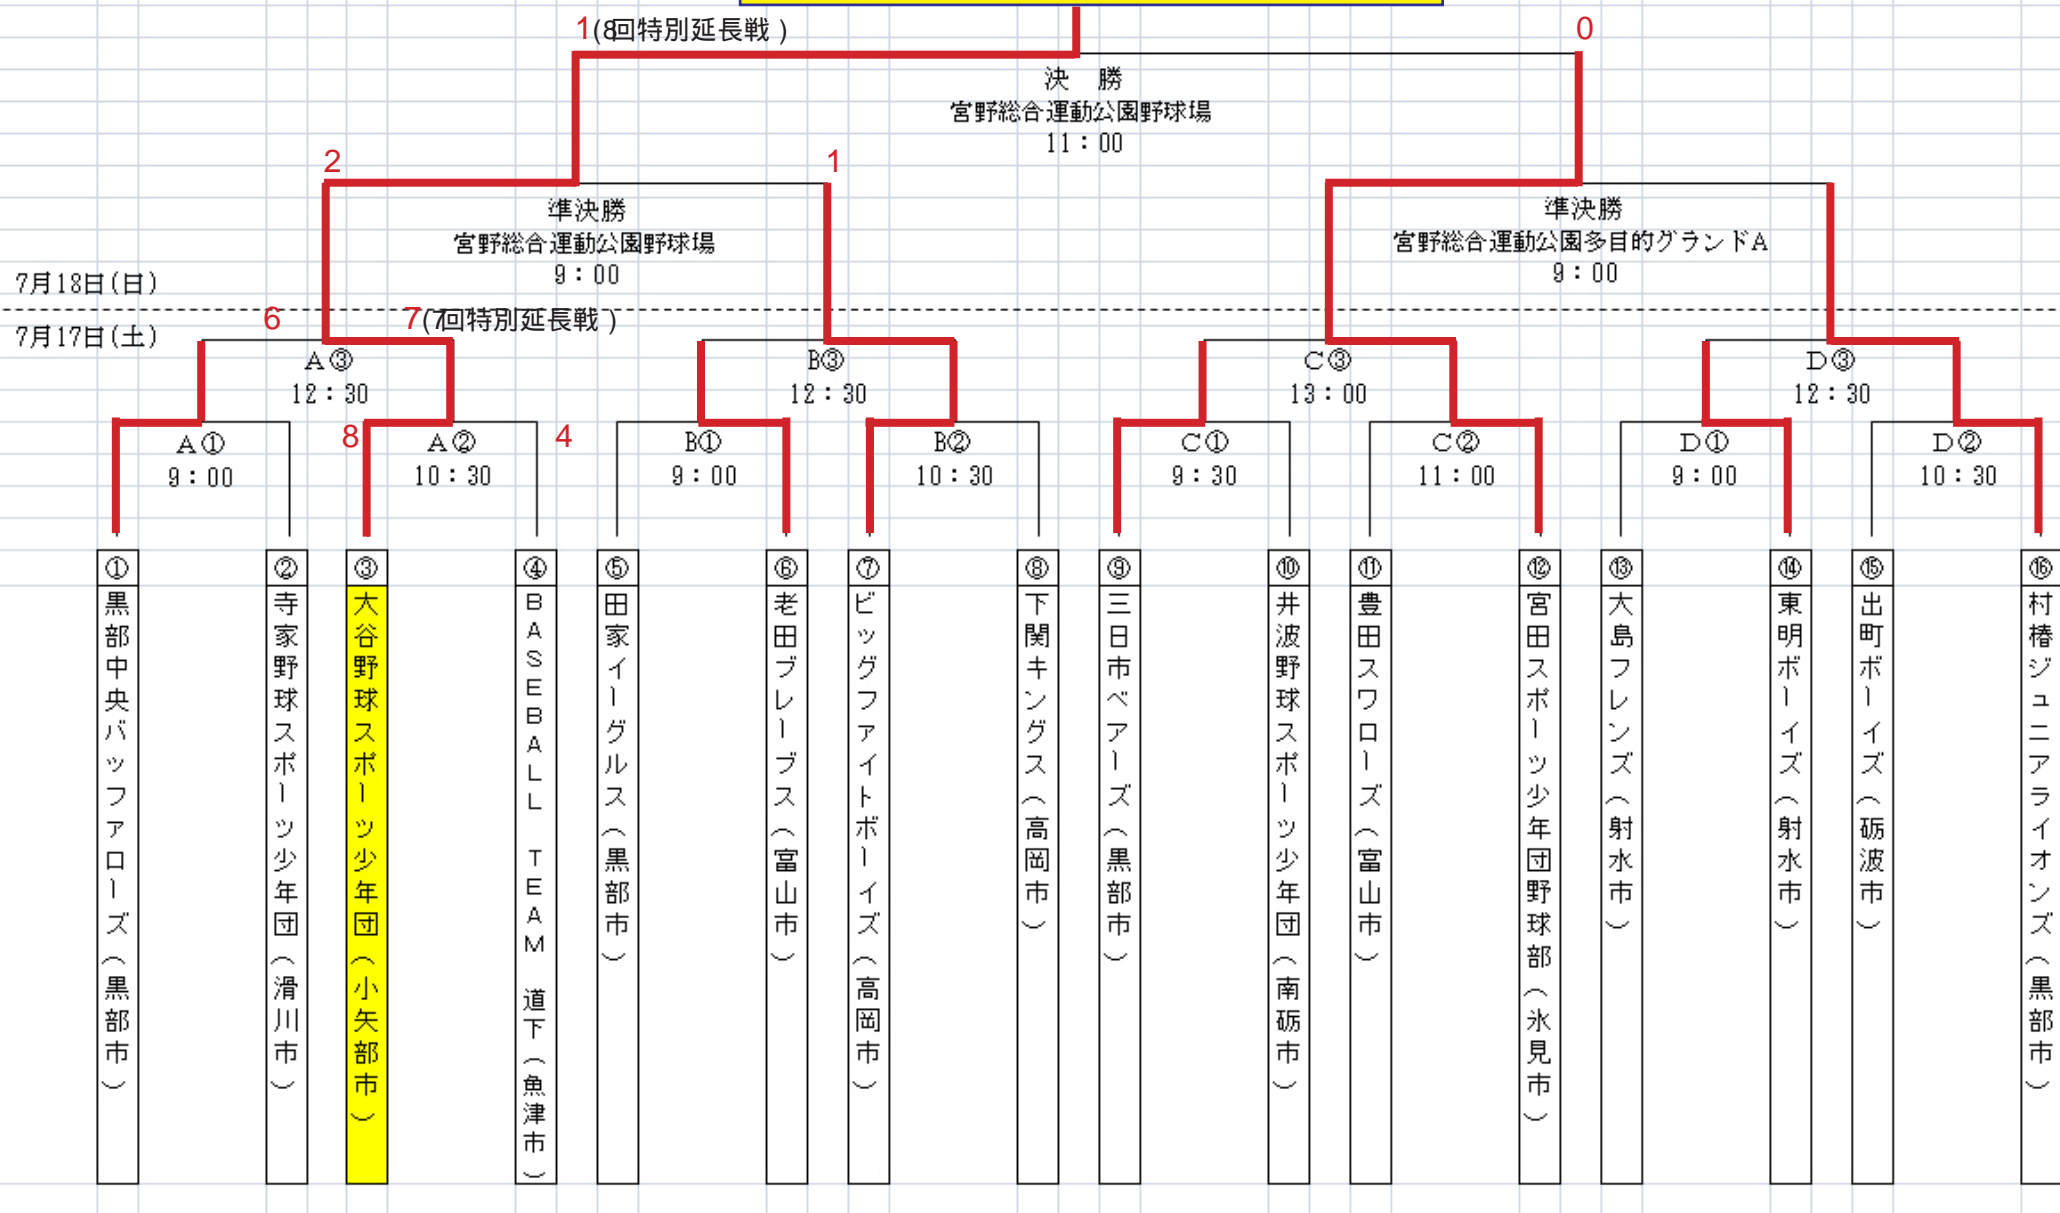 1(8回特別延長戦)
0
決　勝
宮野総合運動公園野球場
11:00
2
1
準決勝
宮野総合運動公園野球場
9:00
準決勝
宮野総合運動公園多目的グランドA
9:00
7月18日(日)
7月17日(土)
6
7(7回特別延長戦)
A③
12:30
B③
12:30
C③
13:00
D③
12:30
8
4
A①
9:00
A②
10:30
B①
9:00
B②
10:30
C①
9:30
C②
11:00
D①
9:00
D②
10:30
①
黒部中央バッファローズ(黒部市)
②
寺家野球スポーツ少年団(滑川市)
③
大谷野球スポーツ少年団(小矢部市)
④
BASEBALL TEAM 道下(魚津市)
⑤
田家イーグルス(黒部市)
⑥
老田ブレーブス(富山市)
⑦
ビッグファイトボーイズ(高岡市)
⑧
下関キングス(高岡市)
⑨
三日市ベアーズ(黒部市)
⑩
井波野球スポーツ少年団(南砺市)
⑪
豊田スワローズ(富山市)
⑫
宮田スポーツ少年団野球部(氷見市)
⑬
大島フレンズ(射水市)
⑭
東明ボーイズ(射水市)
⑮
出町ボーイズ(砺波市)
⑯
村椿ジュニアライオンズ(黒部市)